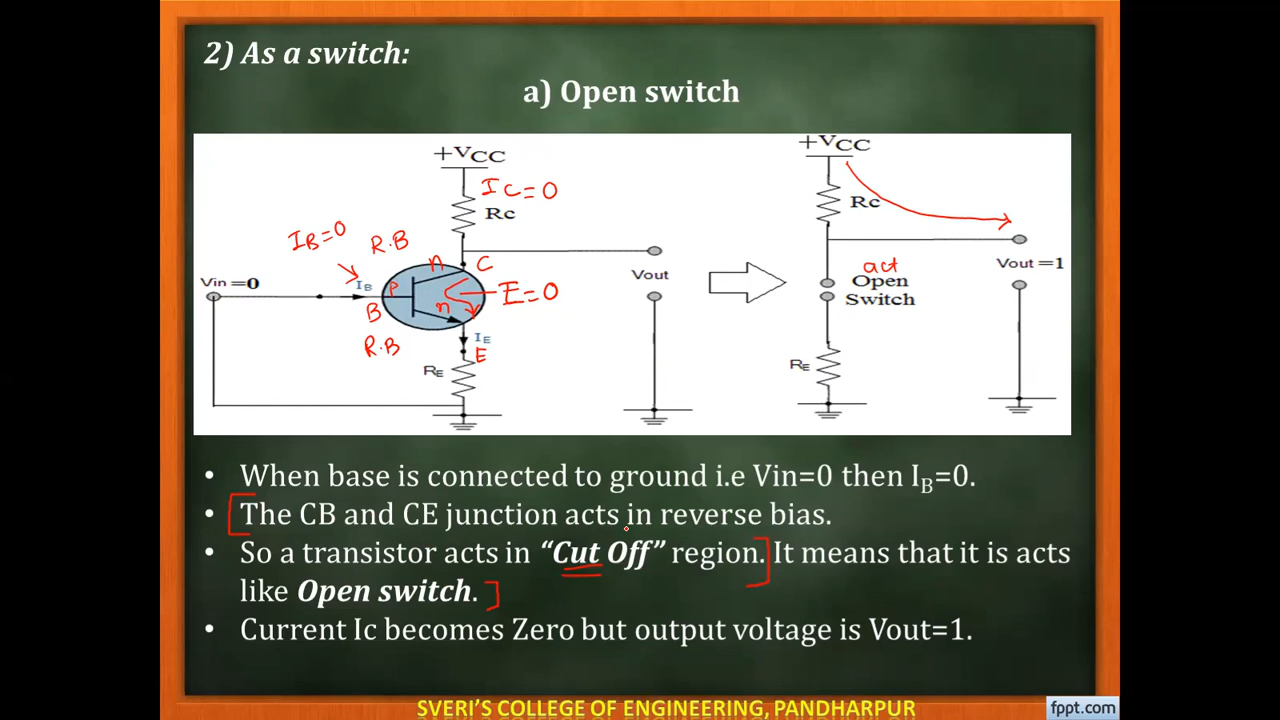 2) As a switch:
a) Open switch
+VCC
IC=0
Rc
IB=0
R.B
n
C
Vin=0
IB
P
n
E=0
B
R.B
IE
E
RE
Vout
+VCC
Rc
act
Open
Switch
Vout=1
RE
• When base is connected to ground i.e Vin=0 then IB=0.
• The CB and CE junction acts in reverse bias.
• So a transistor acts in “Cut Off” region. It means that it is acts
like Open switch.
• Current Ic becomes Zero but output voltage is Vout=1.
SVERI'S COLLEGE OF ENGINEERING, PANDHARPUR
fppt.com